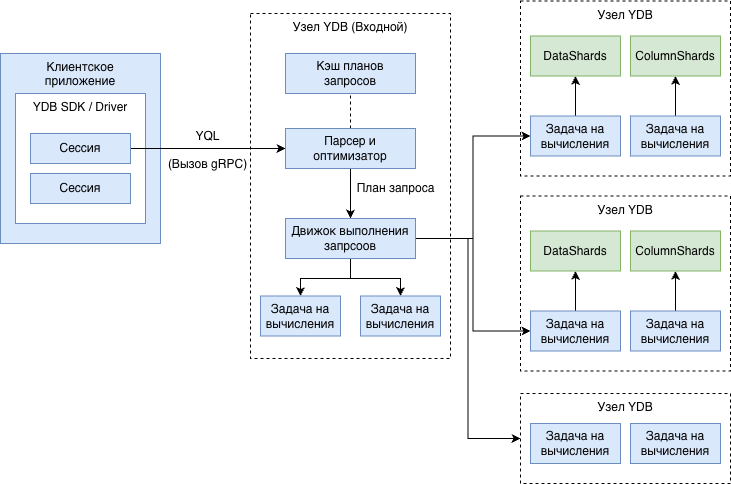 Клиентское
приложение
YDB SDK / Driver
Сессия
Сессия
YQL
(Вызов gRPC)
Узел YDB (Входной)
Кэш планов
запросов
Парсер и
оптимизатор
План запроса
Движок выполнения
запрсоов
Задача на
вычисления
Задача на
вычисления
Узел YDB
DataShards
ColumnShards
Задача на
вычисления
Задача на
вычисления
Узел YDB
DataShards
ColumnShards
Задача на
вычисления
Задача на
вычисления
Узел YDB
Задача на
вычисления
Задача на
вычисления